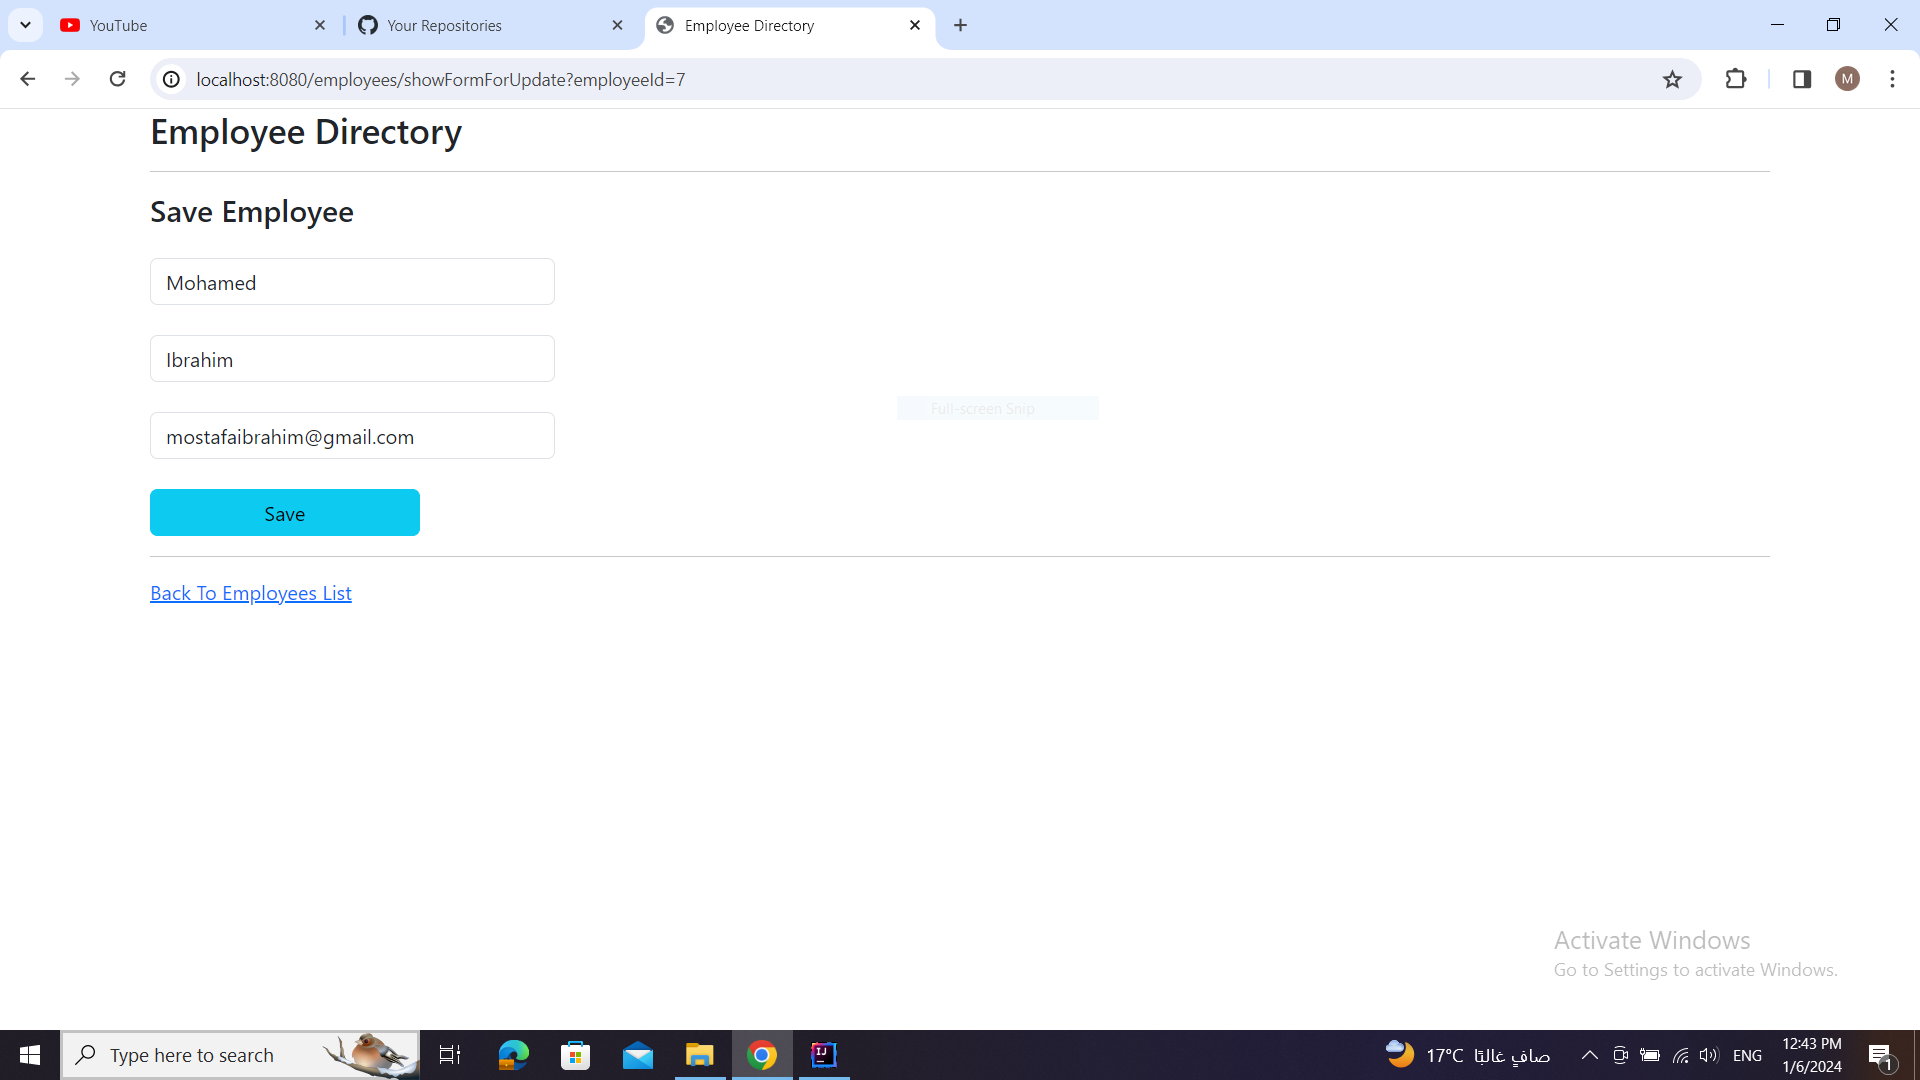 YouTube
Your Repositories
Employee Directory
localhost:8080/employees/showFormForUpdate?employeeId=7
M
Employee Directory
Save Employee
Mohamed
Ibrahim
Full-screen Snip
mostafaibrahim@gmail.com
Save
Back To Employees List
Activate Windows
Go to Settings to activate Windows.
Type here to search
IJ
17°C صافٍ غالبًا
ENG
12:43 PM
1/6/2024
1